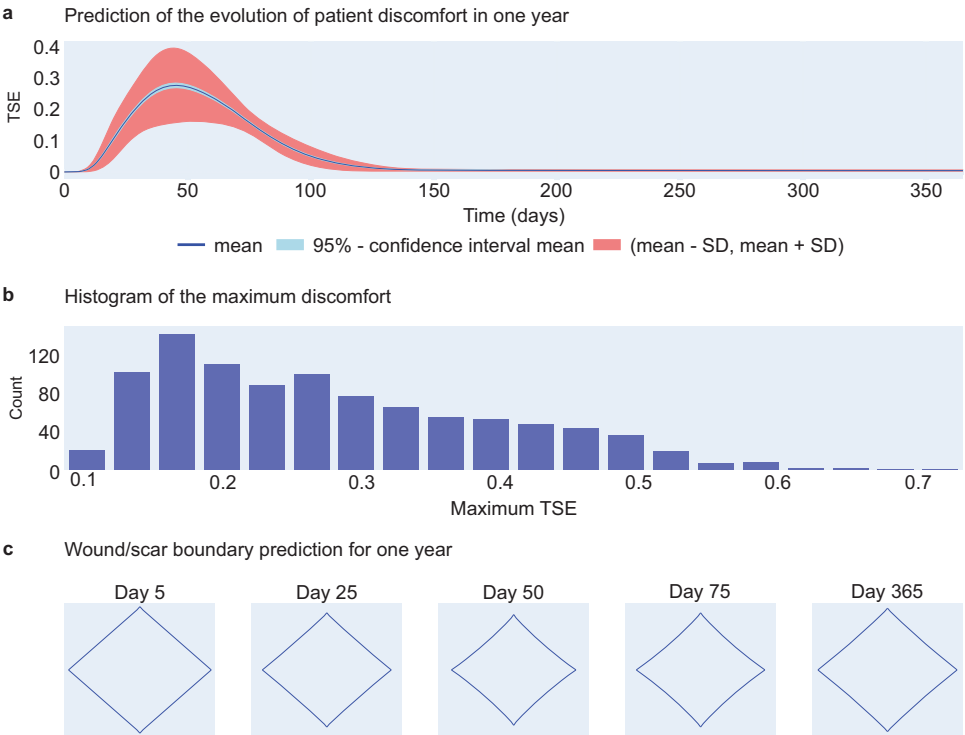 a Prediction of the evolution of patient discomfort in one year
0.4
0.3
0.2
0.1
0
TSE
0 50 100 150 200 250 300 350
Time (days)
mean 95% - confidence interval mean (mean - SD, mean + SD)
b Histogram of the maximum discomfort
120
80
40
0
Count
0.1 0.2 0.3 0.4 0.5 0.6 0.7
Maximum TSE
c Wound/scar boundary prediction for one year
Day 5 Day 25 Day 50 Day 75 Day 365